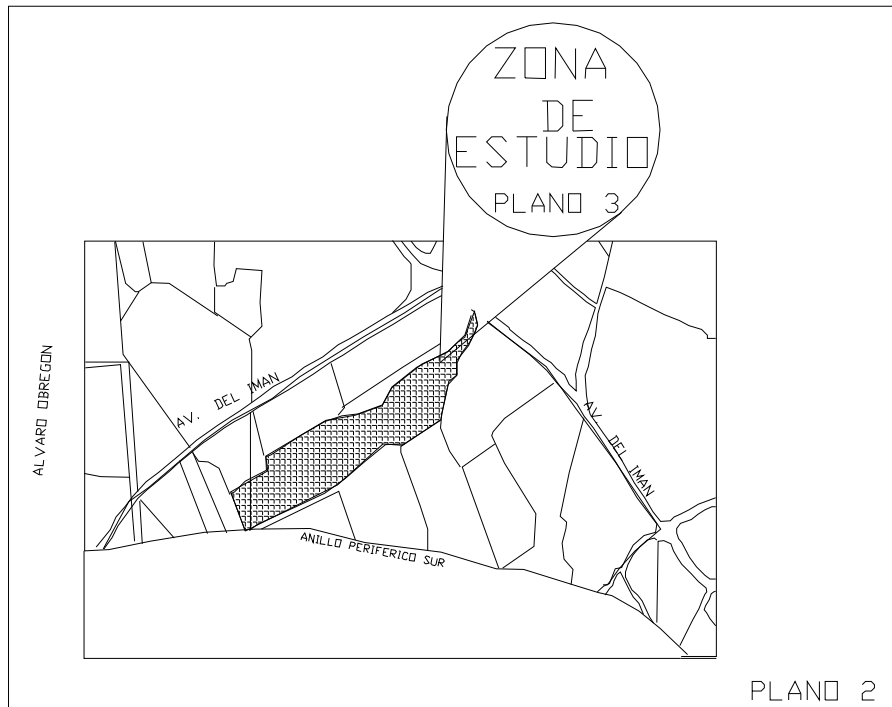 ZONA
DE
ESTUDIO
PLANO 3
ALVARO OBREGON
AV. DEL IMAN
AV. DEL IMAN
ANILLO PERIFERICO SUR
PLANO 2